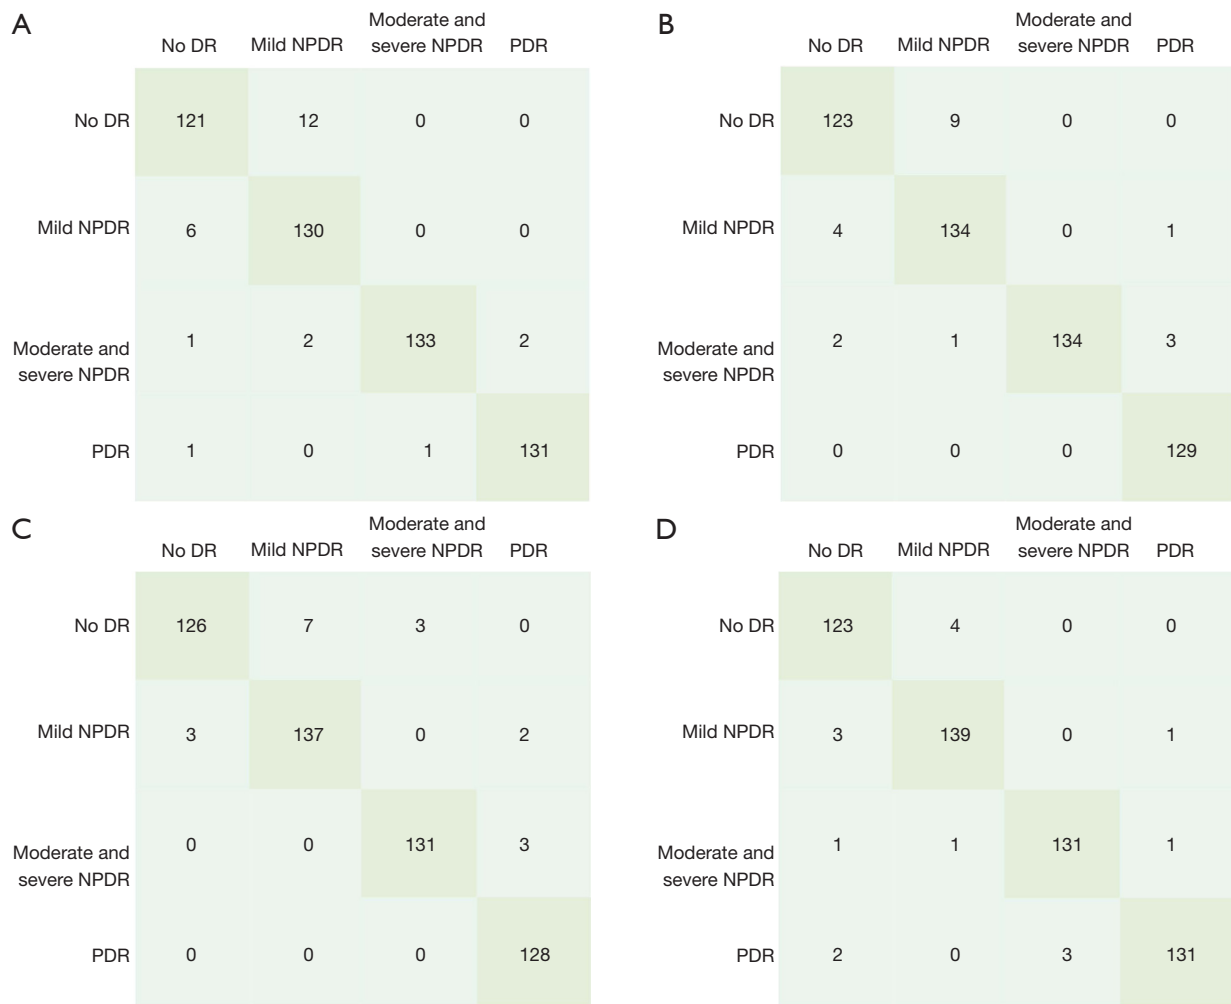 A
No DR Mild NPDR Moderate and severe NPDR PDR
No DR 121 12 0 0
Mild NPDR 6 130 0 0
Moderate and severe NPDR 1 2 133 2
PDR 1 0 1 131
B
No DR Mild NPDR Moderate and severe NPDR PDR
No DR 123 9 0 0
Mild NPDR 4 134 0 1
Moderate and severe NPDR 2 1 134 3
PDR 0 0 0 129
C
No DR Mild NPDR Moderate and severe NPDR PDR
No DR 126 7 3 0
Mild NPDR 3 137 0 2
Moderate and severe NPDR 0 0 131 3
PDR 0 0 0 128
D
No DR Mild NPDR Moderate and severe NPDR PDR
No DR 123 4 0 0
Mild NPDR 3 139 0 1
Moderate and severe NPDR 1 1 131 1
PDR 2 0 3 131